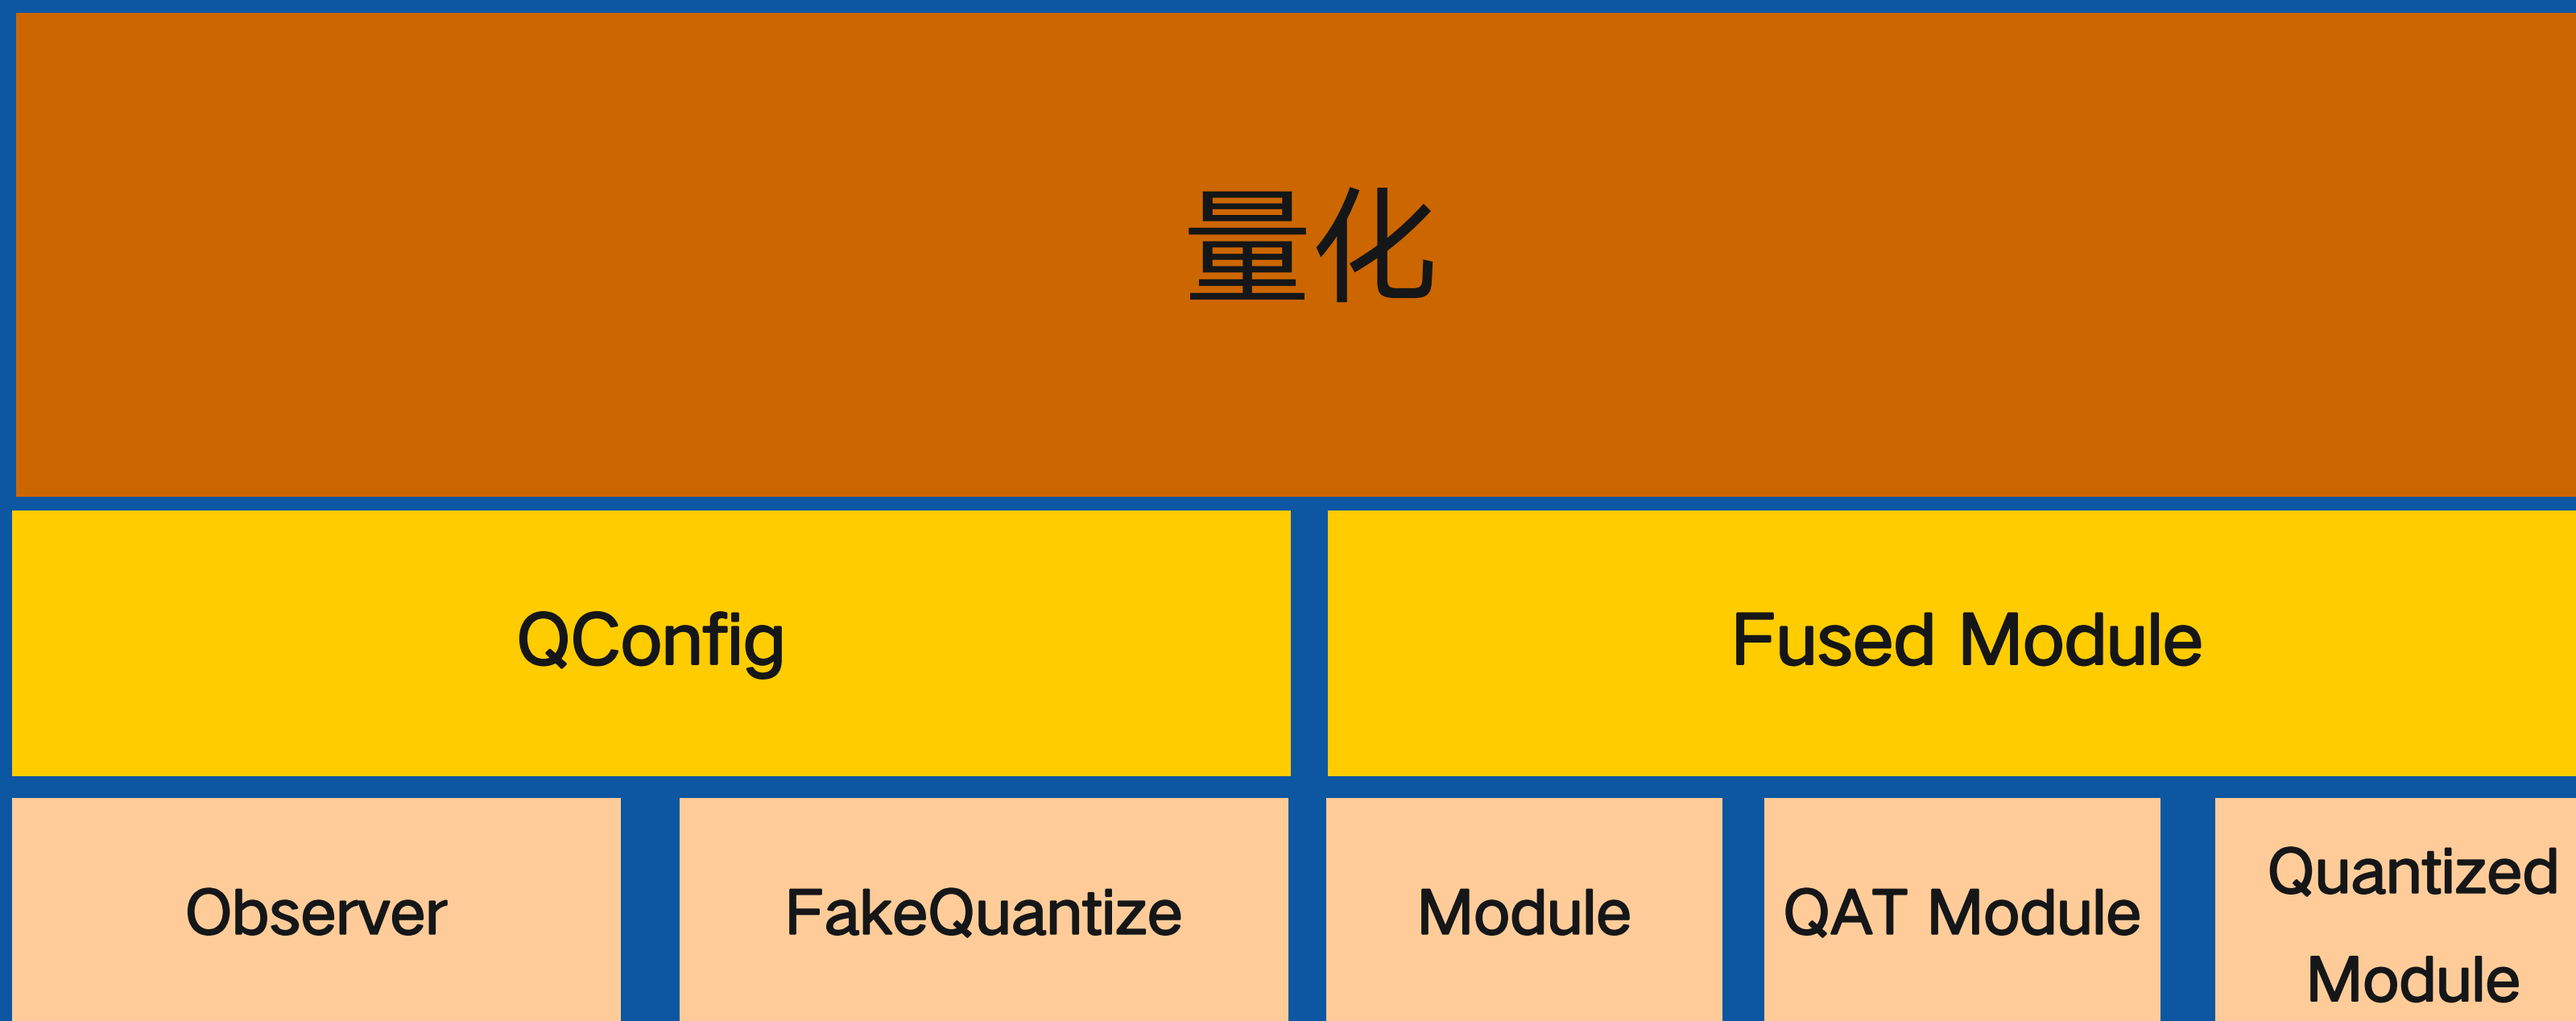 量化
QConfig
Fused Module
Observer
FakeQuantize
Module
QAT Module
Quantized
Module